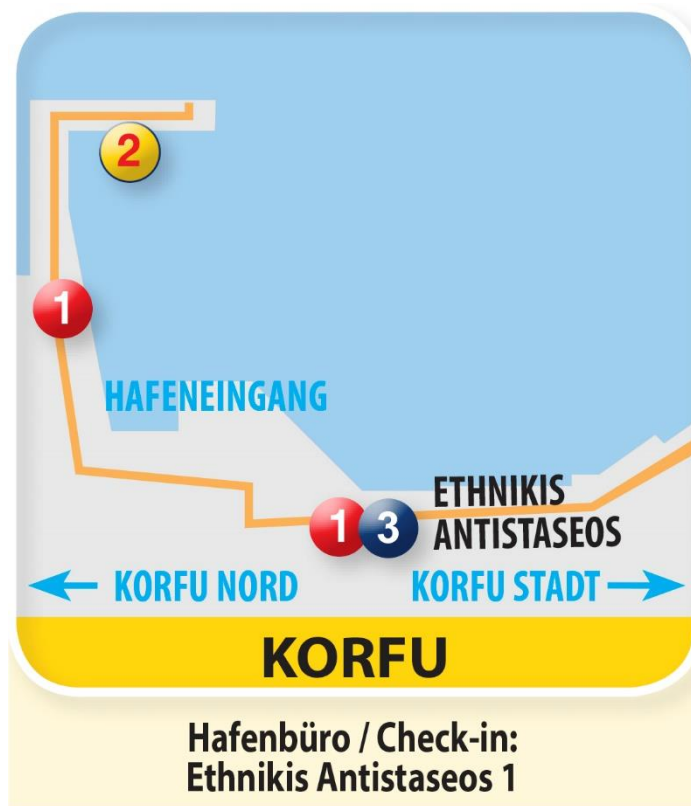 2
1
HAFENEINGANG
1 3
ETHNIKIS
ANTISTASEOS
KORFU NORD
KORFU STADT
KORFU
Hafenbüro / Check-in:
Ethnikis Antistaseos 1